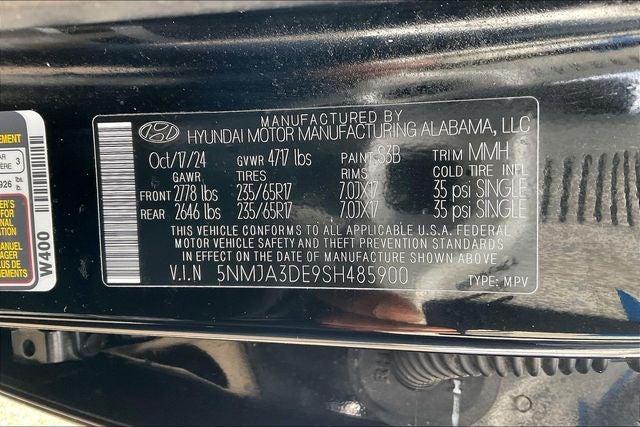 MANUFACTURED BY
HYUNDAI MOTOR MANUFACTURING ALABAMA, LLC
Oct/17/24 GVWR 4717 lbs PAINT S3B TRIM MMH
GAWR TIRES RIMS COLD TIRE INFL.
FRONT 2778 lbs 235/65R17 7.0JX17 35 psi SINGLE
REAR 2646 lbs 235/65R17 7.0JX17 35 psi SINGLE
THIS VEHICLE CONFORMS TO ALL APPLICABLE U.S.A. FEDERAL
MOTOR VEHICLE SAFETY AND THEFT PREVENTION STANDARDS
IN EFFECT ON THE DATE OF MANUFACTURE SHOWN ABOVE.
V.I.N 5NMJA3DE9SH485900 TYPE: MPV
3
926 lb.
W400